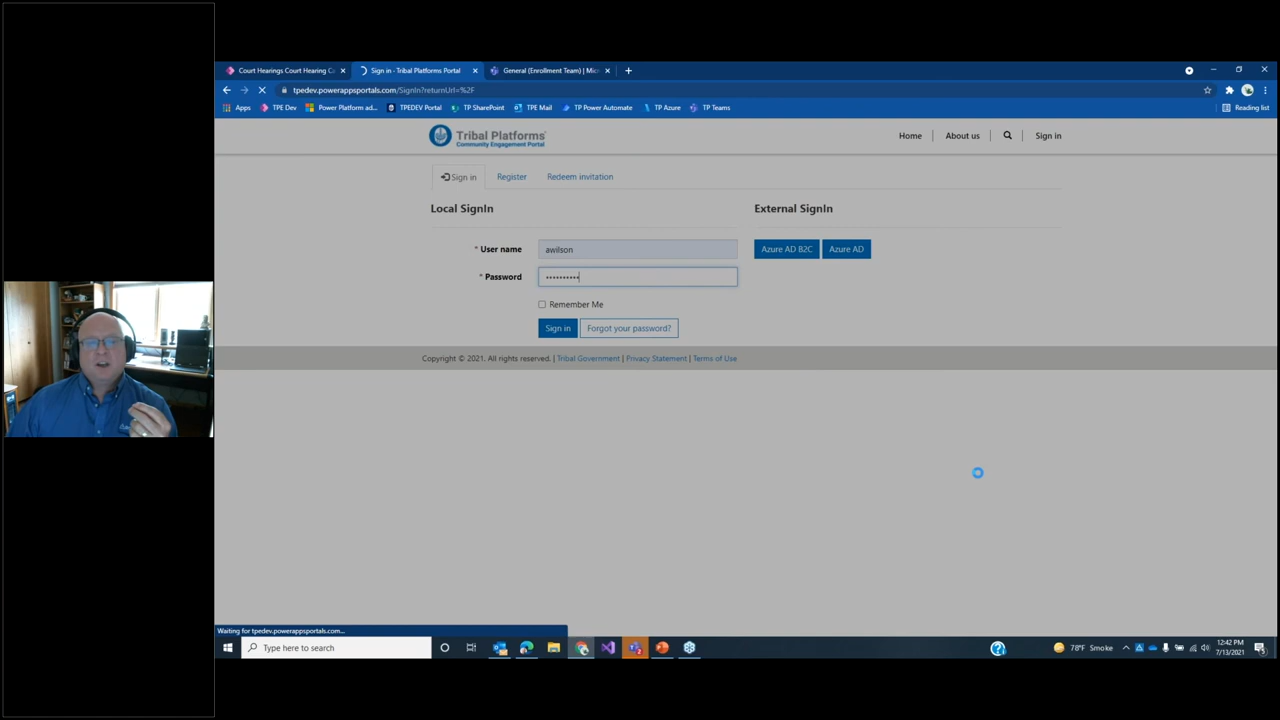 Court Hearings Court Hearing C
Sign in - Tribal Platforms Portal
General (Enrollment Team) | Mic
tpedev.powerappsportals.com/SignIn?returnUrl=%2F
Apps
TPE Dev
Power Platform ad...
TPEDEV Portal
TP SharePoint
TPE Mail
TP Power Automate
TP Azure
TP Teams
Reading list
Tribal Platforms
Community Engagement Portal
Home
About us
Sign in
Sign in
Register
Redeem invitation
Local SignIn
External SignIn
* User name
awilson
Azure AD B2C
Azure AD
* Password
••••••••••
Remember Me
Sign in
Forgot your password?
Copyright © 2021. All rights reserved. | Tribal Government | Privacy Statement | Terms of Use
Waiting for tpedev.powerappsportals.com...
Type here to search
78°F Smoke
12:42 PM
7/13/2021